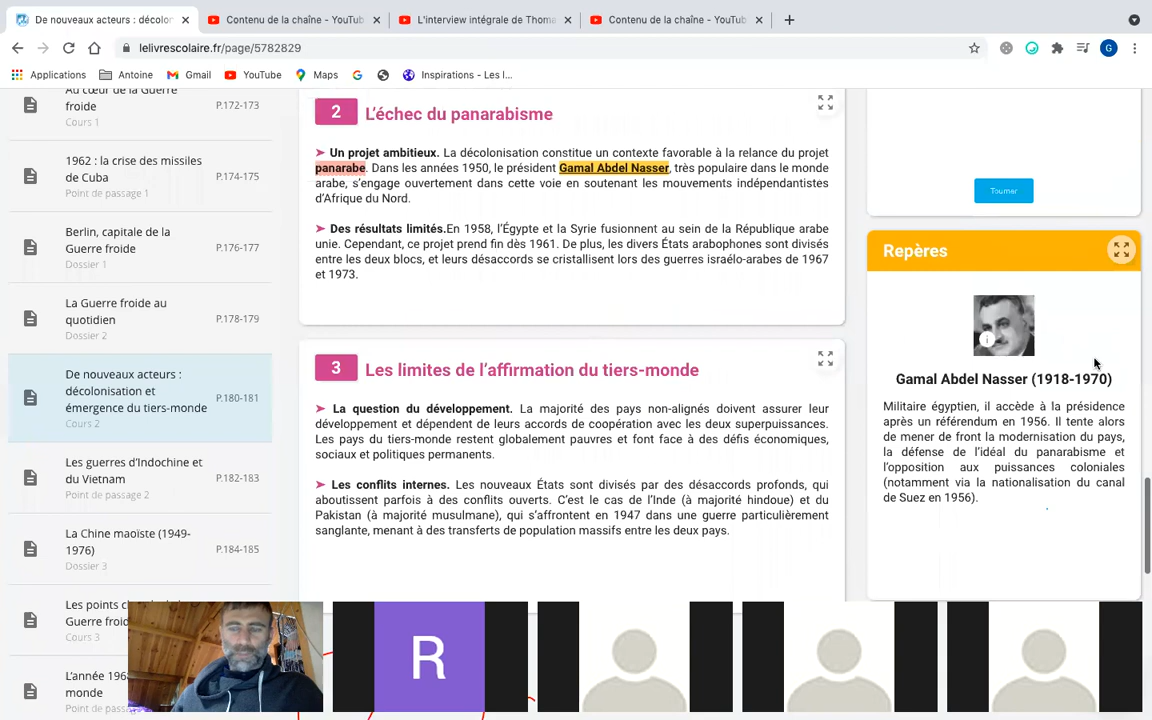 De nouveaux acteurs : décolon
Contenu de la chaîne - YouTub
L'interview intégrale de Thoma
Contenu de la chaîne - YouTub
lelivrescolaire.fr/page/5782829
G
Applications
Antoine
Gmail
YouTube
Maps
Inspirations - Les l...
Au cœur de la Guerre
froide
P.172-173
Cours 1
1962 : la crise des missiles
de Cuba
P.174-175
Point de passage 1
Berlin, capitale de la
Guerre froide
P.176-177
Dossier 1
La Guerre froide au
quotidien
P.178-179
Dossier 2
De nouveaux acteurs :
décolonisation et
émergence du tiers-monde
P.180-181
Cours 2
Les guerres d'Indochine et
du Vietnam
P.182-183
Point de passage 2
La Chine maoïste (1949-
1976)
P.184-185
Dossier 3
Les points c
Guerre froid
Cours 3
L'année 196
monde
Point de pass
2 L'échec du panarabisme
➤ Un projet ambitieux. La décolonisation constitue un contexte favorable à la relance du projet
panarabe. Dans les années 1950, le président Gamal Abdel Nasser, très populaire dans le monde
arabe, s'engage ouvertement dans cette voie en soutenant les mouvements indépendantistes
d'Afrique du Nord.
➤ Des résultats limités.En 1958, l'Égypte et la Syrie fusionnent au sein de la République arabe
unie. Cependant, ce projet prend fin dès 1961. De plus, les divers États arabophones sont divisés
entre les deux blocs, et leurs désaccords se cristallisent lors des guerres israélo-arabes de 1967
et 1973.
3 Les limites de l'affirmation du tiers-monde
➤ La question du développement. La majorité des pays non-alignés doivent assurer leur
développement et dépendent de leurs accords de coopération avec les deux superpuissances.
Les pays du tiers-monde restent globalement pauvres et font face à des défis économiques,
sociaux et politiques permanents.
➤ Les conflits internes. Les nouveaux États sont divisés par des désaccords profonds, qui
aboutissent parfois à des conflits ouverts. C'est le cas de l'Inde (à majorité hindoue) et du
Pakistan (à majorité musulmane), qui s'affrontent en 1947 dans une guerre particulièrement
sanglante, menant à des transferts de population massifs entre les deux pays.
Tourner
Repères
Gamal Abdel Nasser (1918-1970)
Militaire égyptien, il accède à la présidence
après un référendum en 1956. Il tente alors
de mener de front la modernisation du pays,
la défense de l'idéal du panarabisme et
l'opposition aux puissances coloniales
(notamment via la nationalisation du canal
de Suez en 1956).
R